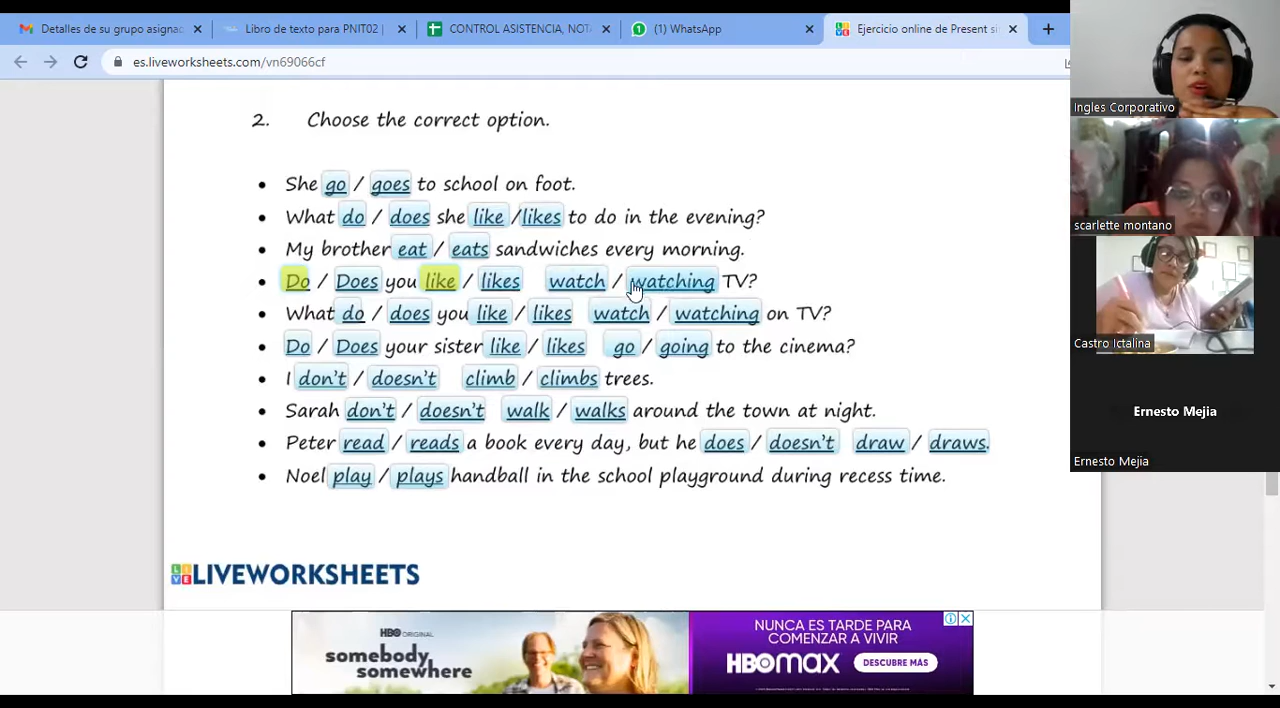 Detalles de su grupo asignac
Libro de texto para PNIT02 |
CONTROL ASISTENCIA, NOT
(1) WhatsApp
Ejercicio online de Present si
es.liveworksheets.com/vn69066cf
Ingles Corporativo
scarlette montano
Castro Ictalina
Ernesto Mejia
Ernesto Mejia
2. Choose the correct option.
• She go / goes to school on foot.
• What do / does she like /likes to do in the evening?
• My brother eat / eats sandwiches every morning.
• Do / Does you like / likes watch / watching TV?
• What do / does you like / likes watch / watching on TV?
• Do / Does your sister like / likes go / going to the cinema?
• I don't / doesn't climb / climbs trees.
• Sarah don't / doesn't walk / walks around the town at night.
• Peter read / reads a book every day, but he does / doesn't draw / draws.
• Noel play / plays handball in the school playground during recess time.
LIVEWORKSHEETS
HBO ORIGINAL
somebody
somewhere
NUNCA ES TARDE PARA
COMENZAR A VIVIR
HBOMAX
DESCUBRE MÁS